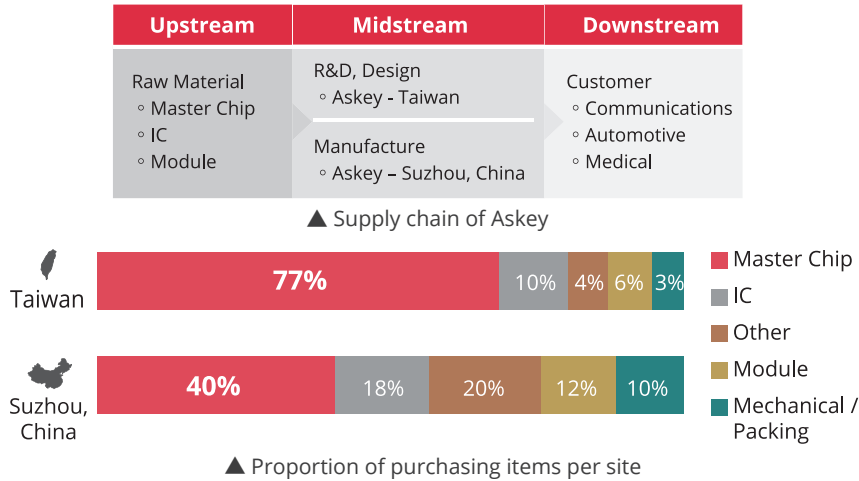 Upstream
Midstream
Downstream
Raw Material
◦ Master Chip
◦ IC
◦ Module
R&D, Design
◦ Askey - Taiwan
Manufacture
◦ Askey – Suzhou, China
Customer
◦ Communications
◦ Automotive
◦ Medical
▲ Supply chain of Askey
Taiwan
77%
10%
4%
6%
3%
Suzhou,
China
40%
18%
20%
12%
10%
Master Chip
IC
Other
Module
Mechanical /
Packing
▲ Proportion of purchasing items per site